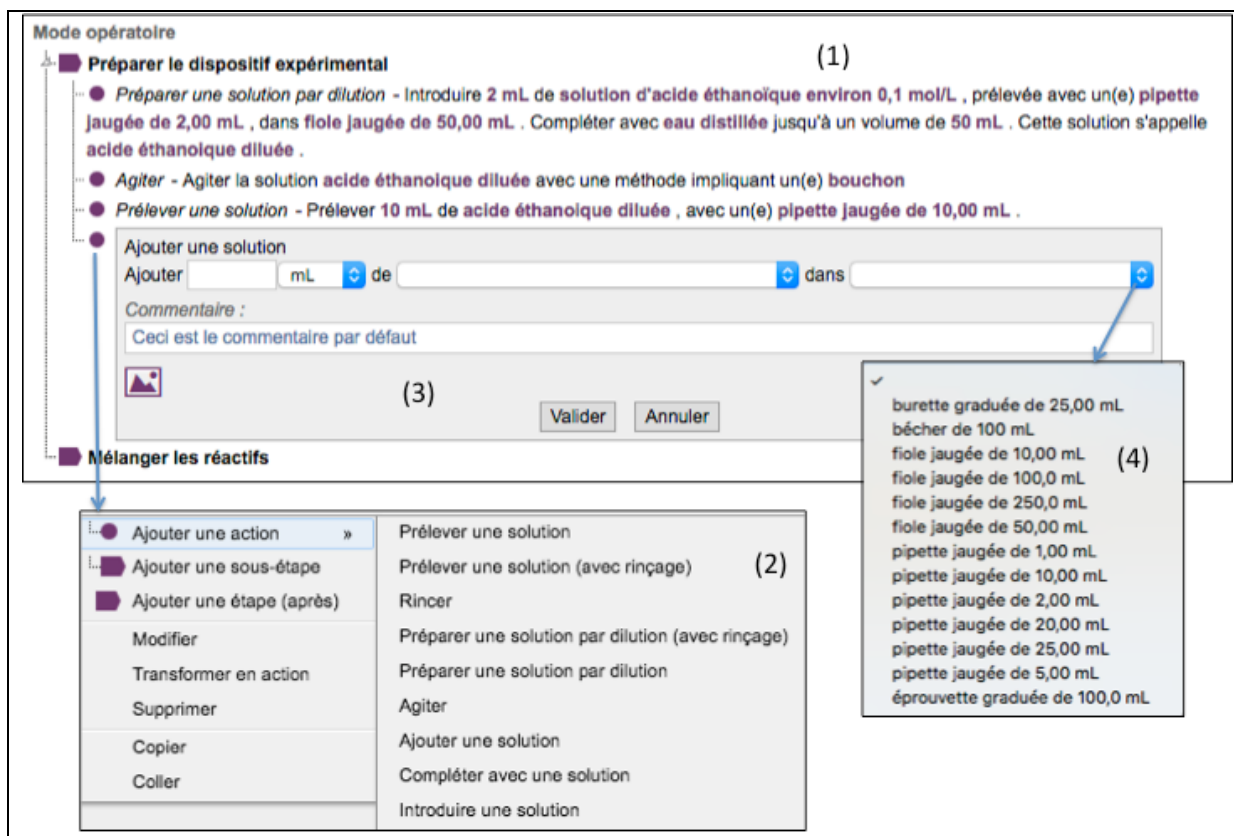 Mode opératoire
(1)
Préparer le dispositif expérimental
Préparer une solution par dilution - Introduire 2 mL de solution d'acide éthanoïque environ 0,1 mol/L , prélevée avec un(e) pipette
jaugée de 2,00 mL , dans fiole jaugée de 50,00 mL . Compléter avec eau distillée jusqu'à un volume de 50 mL . Cette solution s'appelle
acide éthanoique diluée .
Agiter - Agiter la solution acide éthanoique diluée avec une méthode impliquant un(e) bouchon
Prélever une solution - Prélever 10 mL de acide éthanoique diluée , avec un(e) pipette jaugée de 10,00 mL .
Ajouter une solution
Ajouter mL de dans
Commentaire :
Ceci est le commentaire par défaut
(3)
Valider Annuler
Mélanger les réactifs
✓
burette graduée de 25,00 mL
bécher de 100 mL
fiole jaugée de 10,00 mL
(4)
fiole jaugée de 100,0 mL
fiole jaugée de 250,0 mL
fiole jaugée de 50,00 mL
pipette jaugée de 1,00 mL
pipette jaugée de 10,00 mL
pipette jaugée de 2,00 mL
pipette jaugée de 20,00 mL
pipette jaugée de 25,00 mL
pipette jaugée de 5,00 mL
éprouvette graduée de 100,0 mL
Ajouter une action »
Ajouter une sous-étape
Ajouter une étape (après)
Modifier
Transformer en action
Supprimer
Copier
Coller
Prélever une solution
(2)
Prélever une solution (avec rinçage)
Rincer
Préparer une solution par dilution (avec rinçage)
Préparer une solution par dilution
Agiter
Ajouter une solution
Compléter avec une solution
Introduire une solution